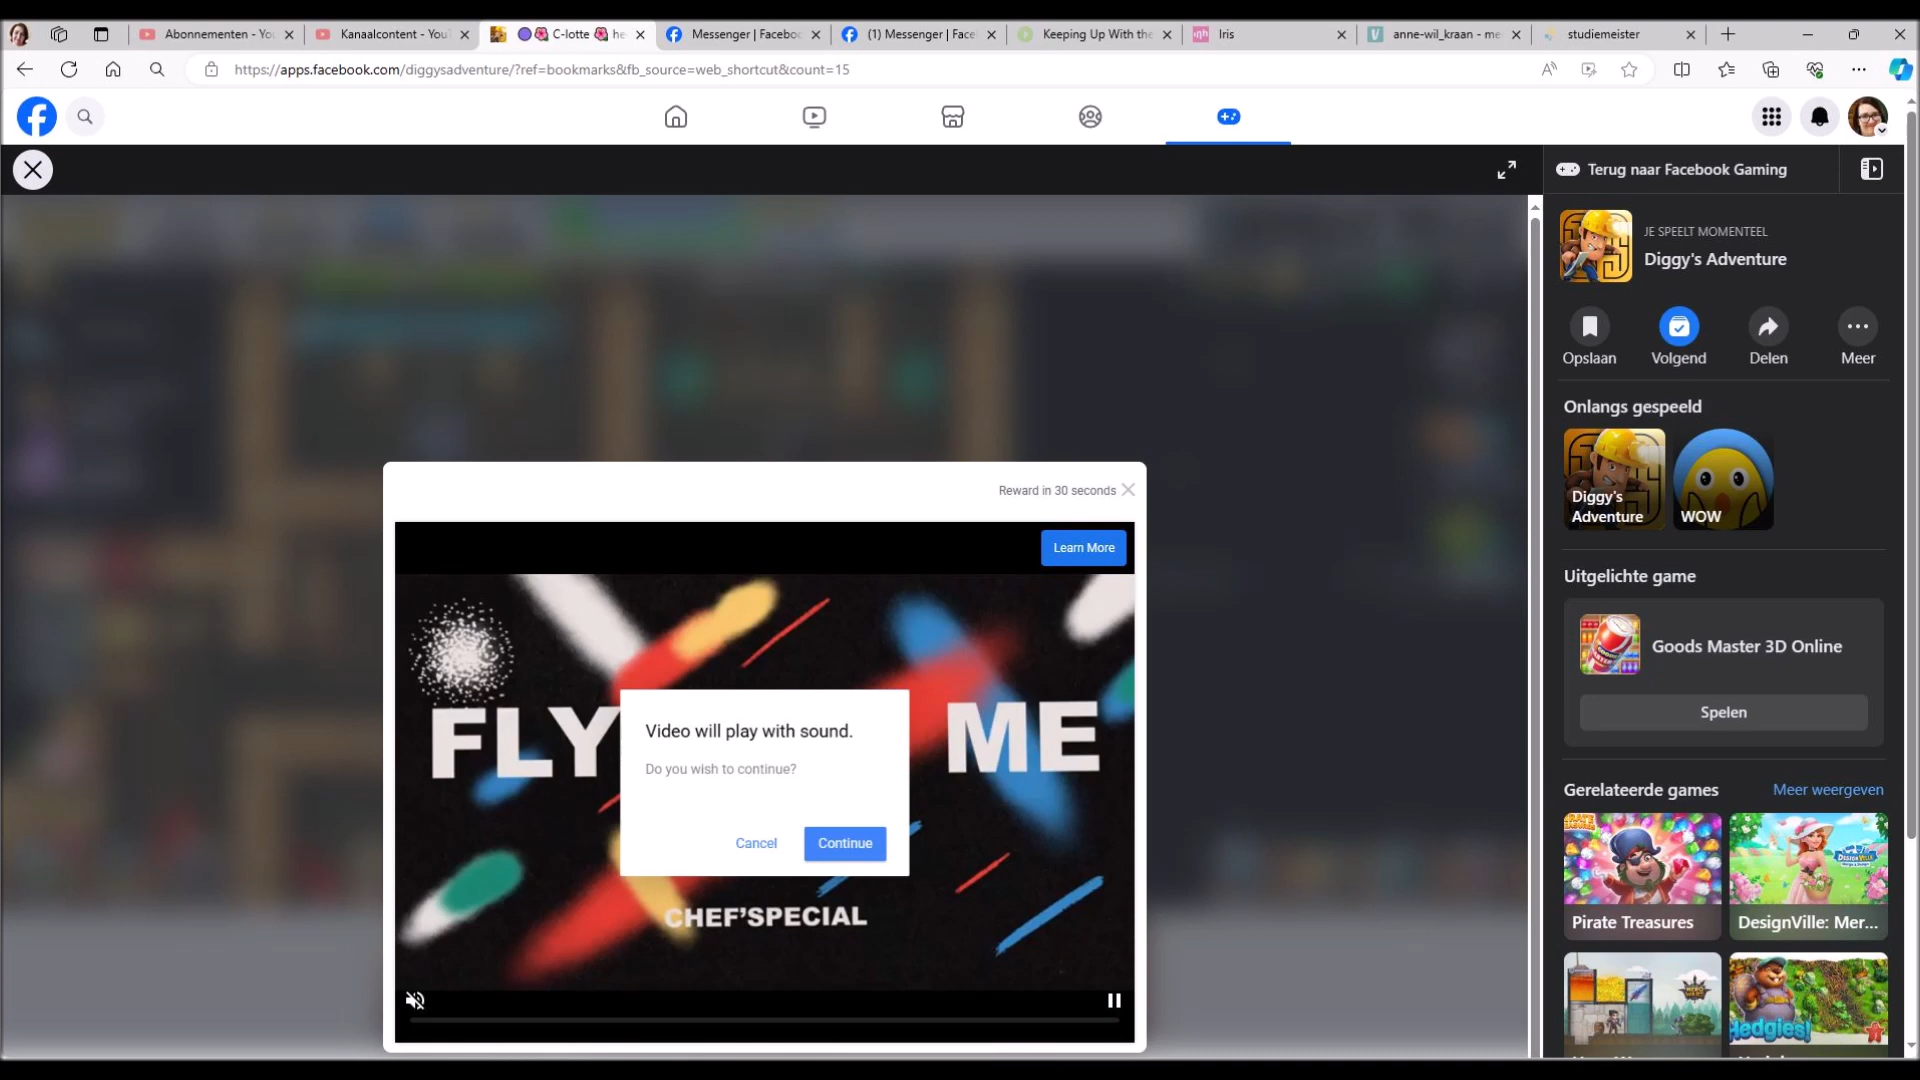 Abonnementen - You
Kanaalcontent - YouT
C-lotte
Messenger | Faceboo
(1) Messenger | Face
Keeping Up With the
Iris
anne-wil_kraan - me
studiemeister
https://apps.facebook.com/diggysadventure/?ref=bookmarks&fb_source=web_shortcut&count=15
Terug naar Facebook Gaming
JE SPEELT MOMENTEEL
Diggy's Adventure
Opslaan
Volgend
Delen
Meer
Onlangs gespeeld
Diggy's
Adventure
WOW
Uitgelichte game
Goods Master 3D Online
Spelen
Gerelateerde games
Meer weergeven
Pirate Treasures
DesignVille: Mer...
Hedgies!
Reward in 30 seconds
Learn More
FLY
ME
Video will play with sound.
Do you wish to continue?
Cancel
Continue
CHEF'SPECIAL